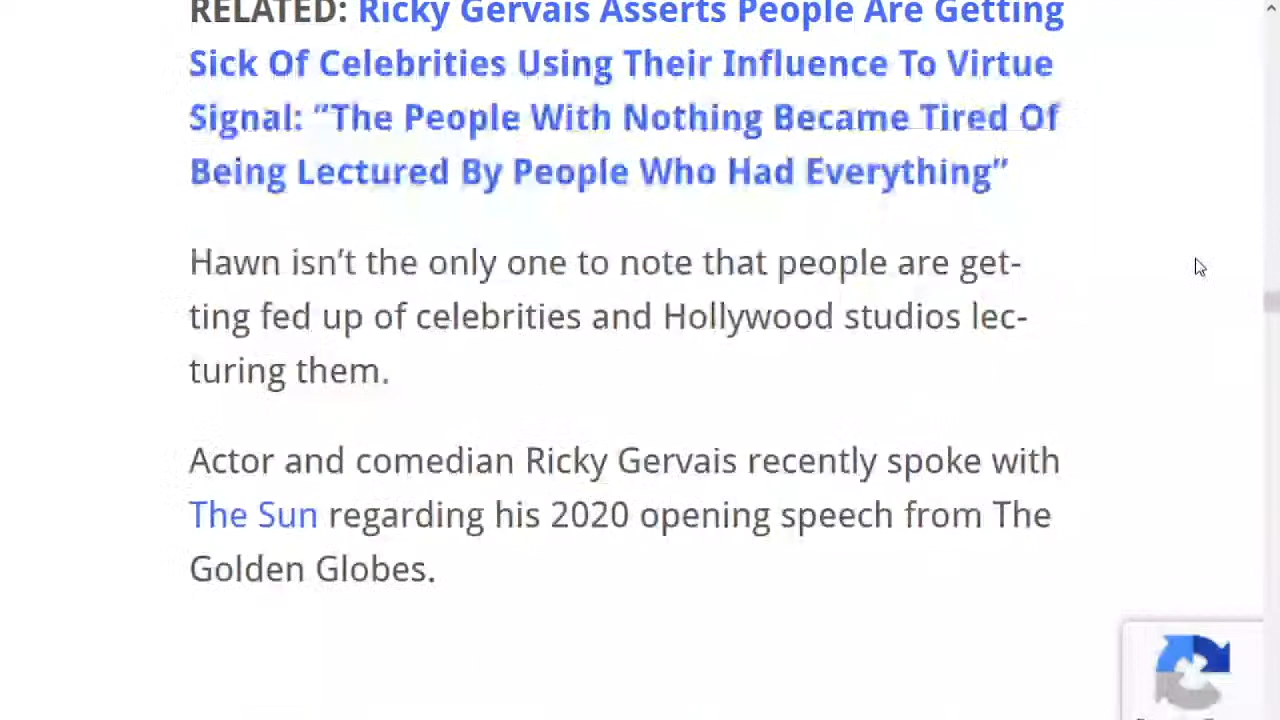 RELATED: Ricky Gervais Asserts People Are Getting
Sick Of Celebrities Using Their Influence To Virtue
Signal: “The People With Nothing Became Tired Of
Being Lectured By People Who Had Everything”
Hawn isn’t the only one to note that people are get-
ting fed up of celebrities and Hollywood studios lec-
turing them.
Actor and comedian Ricky Gervais recently spoke with
The Sun regarding his 2020 opening speech from The
Golden Globes.